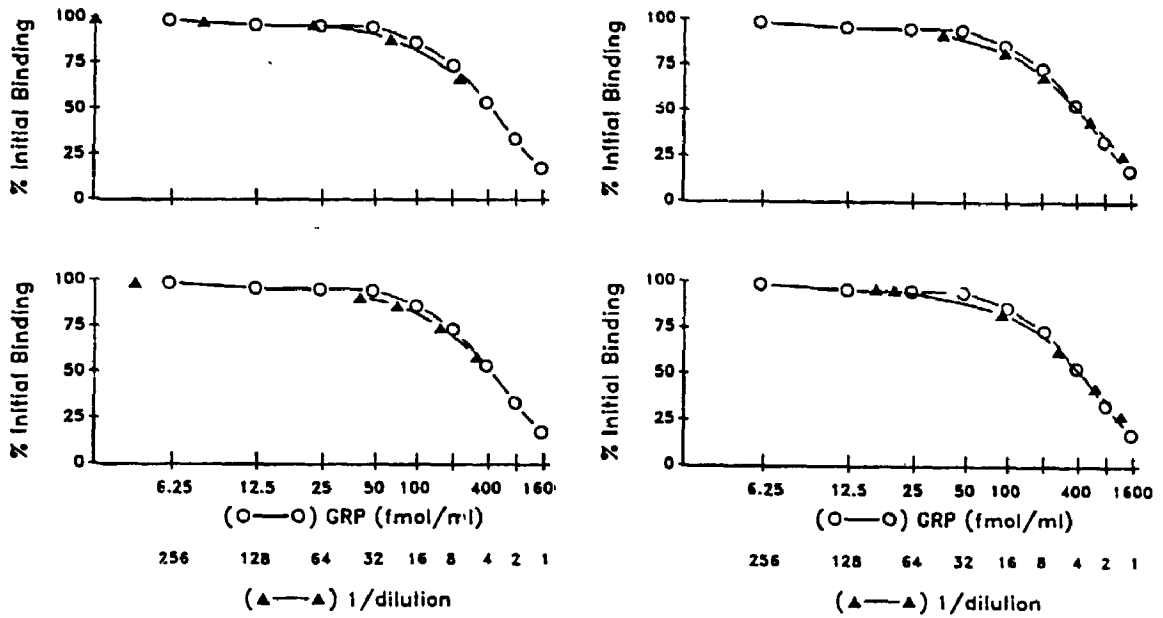 % Initial Binding
100
75
50
25
0
% Initial Binding
100
75
50
25
0
% Initial Binding
100
75
50
25
0
6.25 12.5 25 50 100 400 160
(O—O) GRP (fmol/ml)
256 128 64 32 16 8 4 2 1
(▲—▲) 1/dilution
% Initial Binding
100
75
50
25
0
6.25 12.5 25 50 100 400 1600
(O—O) GRP (fmol/ml)
256 128 64 32 16 8 4 2 1
(▲—▲) 1/dilution